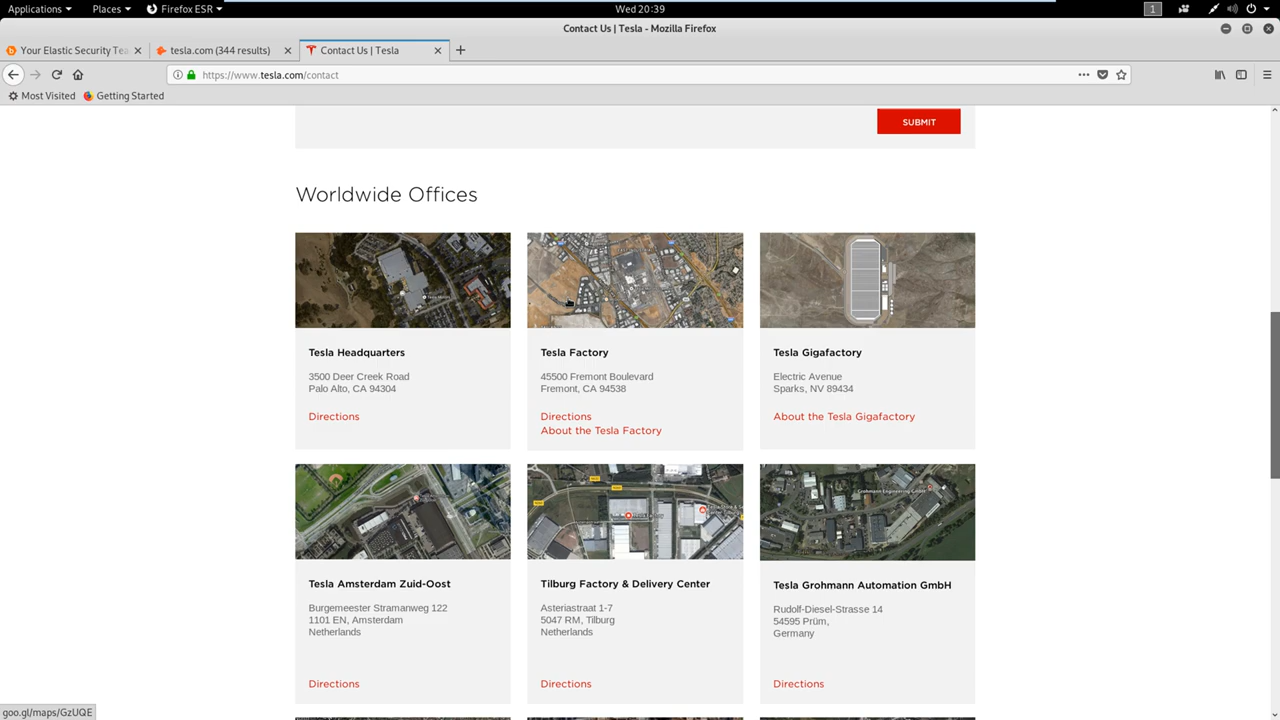 Applications
Places
Firefox ESR
Wed 20:39
1
Contact Us | Tesla - Mozilla Firefox
Your Elastic Security Tea
tesla.com (344 results)
Contact Us | Tesla
https://www.tesla.com/contact
Most Visited
Getting Started
SUBMIT
Worldwide Offices
Tesla Headquarters
3500 Deer Creek Road
Palo Alto, CA 94304
Directions
Tesla Factory
45500 Fremont Boulevard
Fremont, CA 94538
Directions
About the Tesla Factory
Tesla Gigafactory
Electric Avenue
Sparks, NV 89434
About the Tesla Gigafactory
Grohmann Engineering GmbH
Tesla Amsterdam Zuid-Oost
Burgemeester Stramanweg 122
1101 EN, Amsterdam
Netherlands
Directions
Tilburg Factory & Delivery Center
Asteriastraat 1-7
5047 RM, Tilburg
Netherlands
Directions
Tesla Grohmann Automation GmbH
Rudolf-Diesel-Strasse 14
54595 Prüm,
Germany
Directions
goo.gl/maps/GzUQE